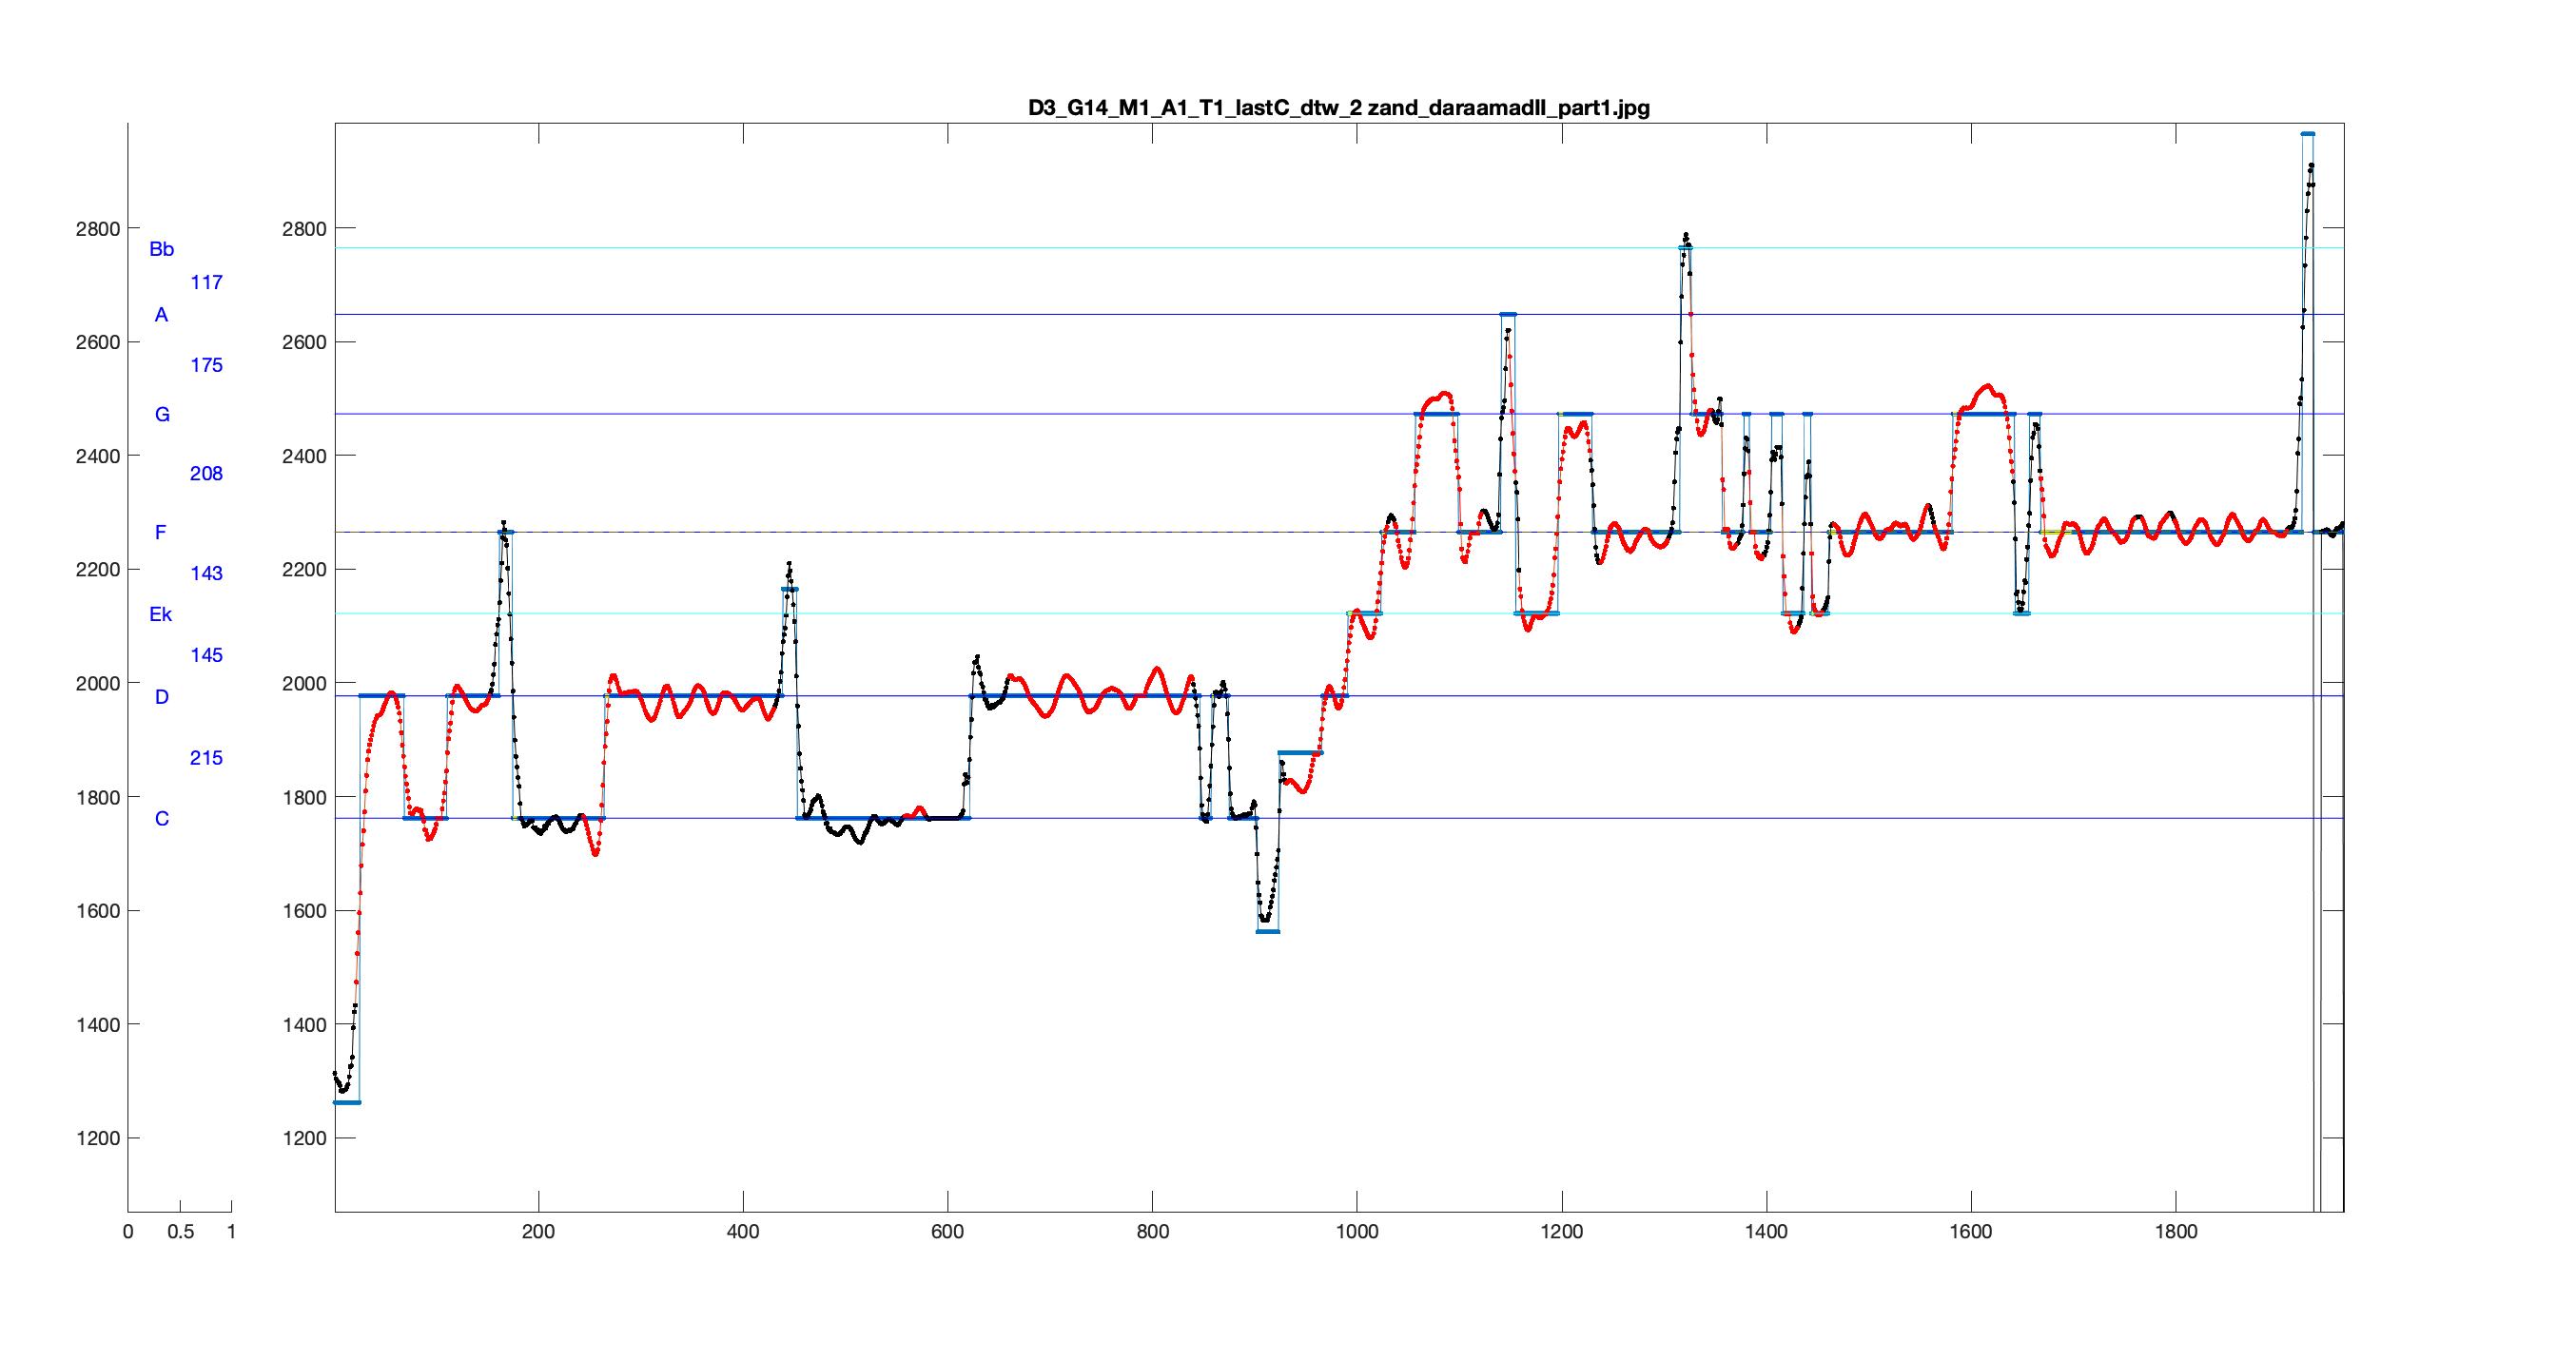 D3_G14_M1_A1_T1_lastC_dtw_2 zand_daraamadII_part1.jpg
2800 2800
Bb
117
A
2600 2600
175
G
2400 2400
208
F
2200 143 2200
Ek
145
2000 D 2000
215
1800 C 1800
1600 1600
1400 1400
1200 1200
0 0.5 1 200 400 600 800 1000 1200 1400 1600 1800